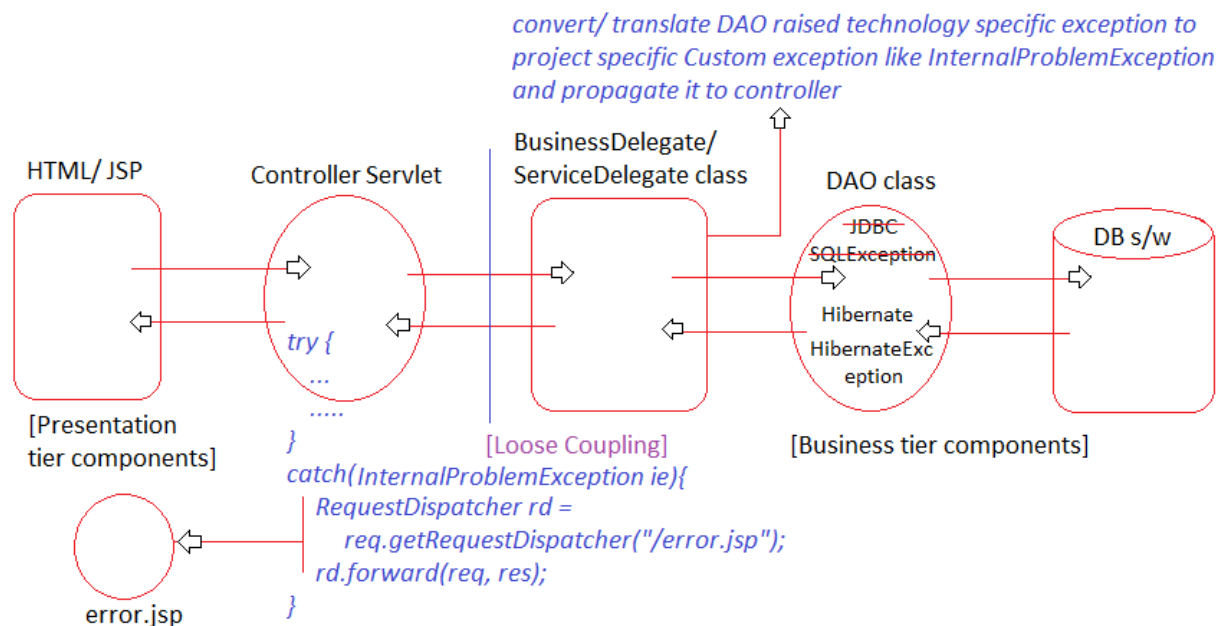 convert/ translate DAO raised technology specific exception to
project specific Custom exception like InternalProblemException
and propagate it to controller
HTML/ JSP
Controller Servlet
BusinessDelegate/
ServiceDelegate class
DAO class
JDBC
SQLException
DB s/w
Hibernate
HibernateExc
eption
try {
...
.....
}
[Presentation
tier components]
[Loose Coupling]
[Business tier components]
catch(InternalProblemException ie){
RequestDispatcher rd =
req.getRequestDispatcher("/error.jsp");
rd.forward(req, res);
}
error.jsp